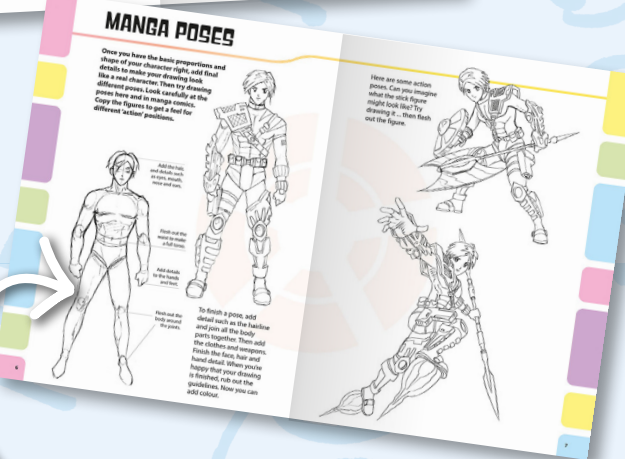 MANGA POSES
Once you have the basic proportions and
shape of your character right, add final
details to make your drawing look
like a real character. Then try drawing
different poses. Look carefully at the
poses here and in manga comics.
Copy the figures to get a feel for
different 'action' positions.
Add the hair,
and details such
as eyes, mouth,
nose and ears.
Flesh out the
waist to make
a full torso.
Add details
to the hands
and feet.
Flesh out the
body around
the joints.
To finish a pose, add
detail such as the hairline
and join all the body
parts together. Then add
the clothes and weapons.
Finish the face, hair and
hand detail. When you're
happy that your drawing
is finished, rub out the
guidelines. Now you can
add colour.
6
Here are some action
poses. Can you imagine
what the stick figure
might look like? Try
drawing it ... then flesh
out the figure.
7